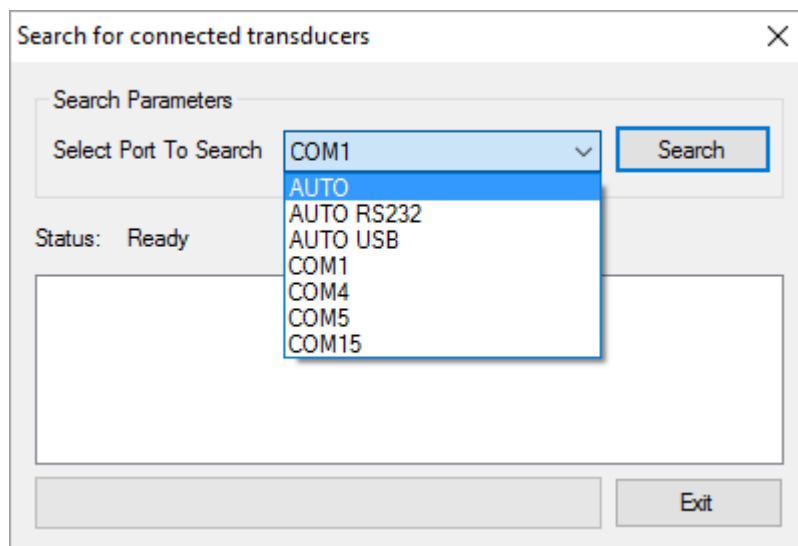 Search for connected transducers
Search Parameters
Select Port To Search COM1 Search
AUTO
AUTO RS232
AUTO USB
COM1
COM4
COM5
COM15
Status: Ready
Exit